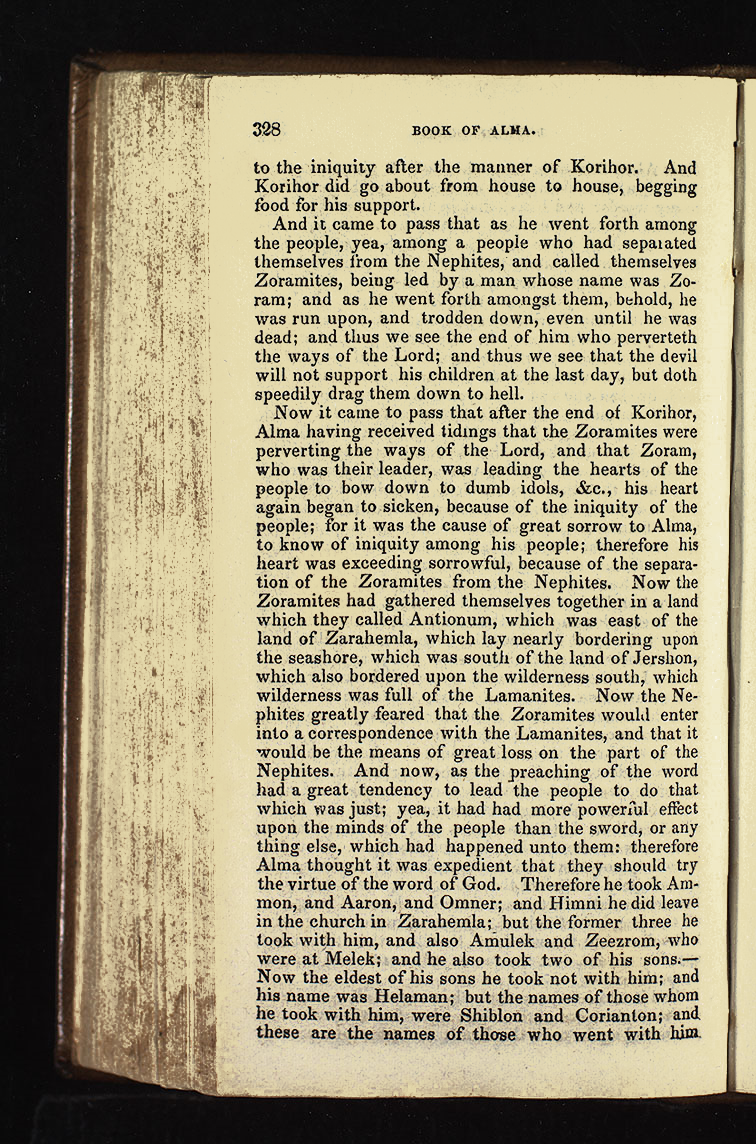 328 BOOK OF ALMA.
to the iniquity after the manner of Korihor. And
Korihor did go about from house to house, begging
food for his support.
And it came to pass that as he went forth among
the people, yea, among a people who had separated
themselves from the Nephites, and called themselves
Zoramites, being led by a man whose name was Zo-
ram; and as he went forth amongst them, behold, he
was run upon, and trodden down, even until he was
dead; and thus we see the end of him who perverteth
the ways of the Lord; and thus we see that the devil
will not support his children at the last day, but doth
speedily drag them down to hell.
Now it came to pass that after the end of Korihor,
Alma having received tidings that the Zoramites were
perverting the ways of the Lord, and that Zoram,
who was their leader, was leading the hearts of the
people to bow down to dumb idols, &c., his heart
again began to sicken, because of the iniquity of the
people; for it was the cause of great sorrow to Alma,
to know of iniquity among his people; therefore his
heart was exceeding sorrowful, because of the separa-
tion of the Zoramites from the Nephites. Now the
Zoramites had gathered themselves together in a land
which they called Antionum, which was east of the
land of Zarahemla, which lay nearly bordering upon
the seashore, which was south of the land of Jershon,
which also bordered upon the wilderness south, which
wilderness was full of the Lamanites. Now the Ne-
phites greatly feared that the Zoramites would enter
into a correspondence with the Lamanites, and that it
would be the means of great loss on the part of the
Nephites. And now, as the preaching of the word
had a great tendency to lead the people to do that
which was just; yea, it had had more powerful effect
upon the minds of the people than the sword, or any
thing else, which had happened unto them: therefore
Alma thought it was expedient that they should try
the virtue of the word of God. Therefore he took Am-
mon, and Aaron, and Omner; and Himni he did leave
in the church in Zarahemla; but the former three he
took with him, and also Amulek and Zeezrom, who
were at Melek; and he also took two of his sons.—
Now the eldest of his sons he took not with him; and
his name was Helaman; but the names of those whom
he took with him, were Shiblon and Corianton; and
these are the names of those who went with him